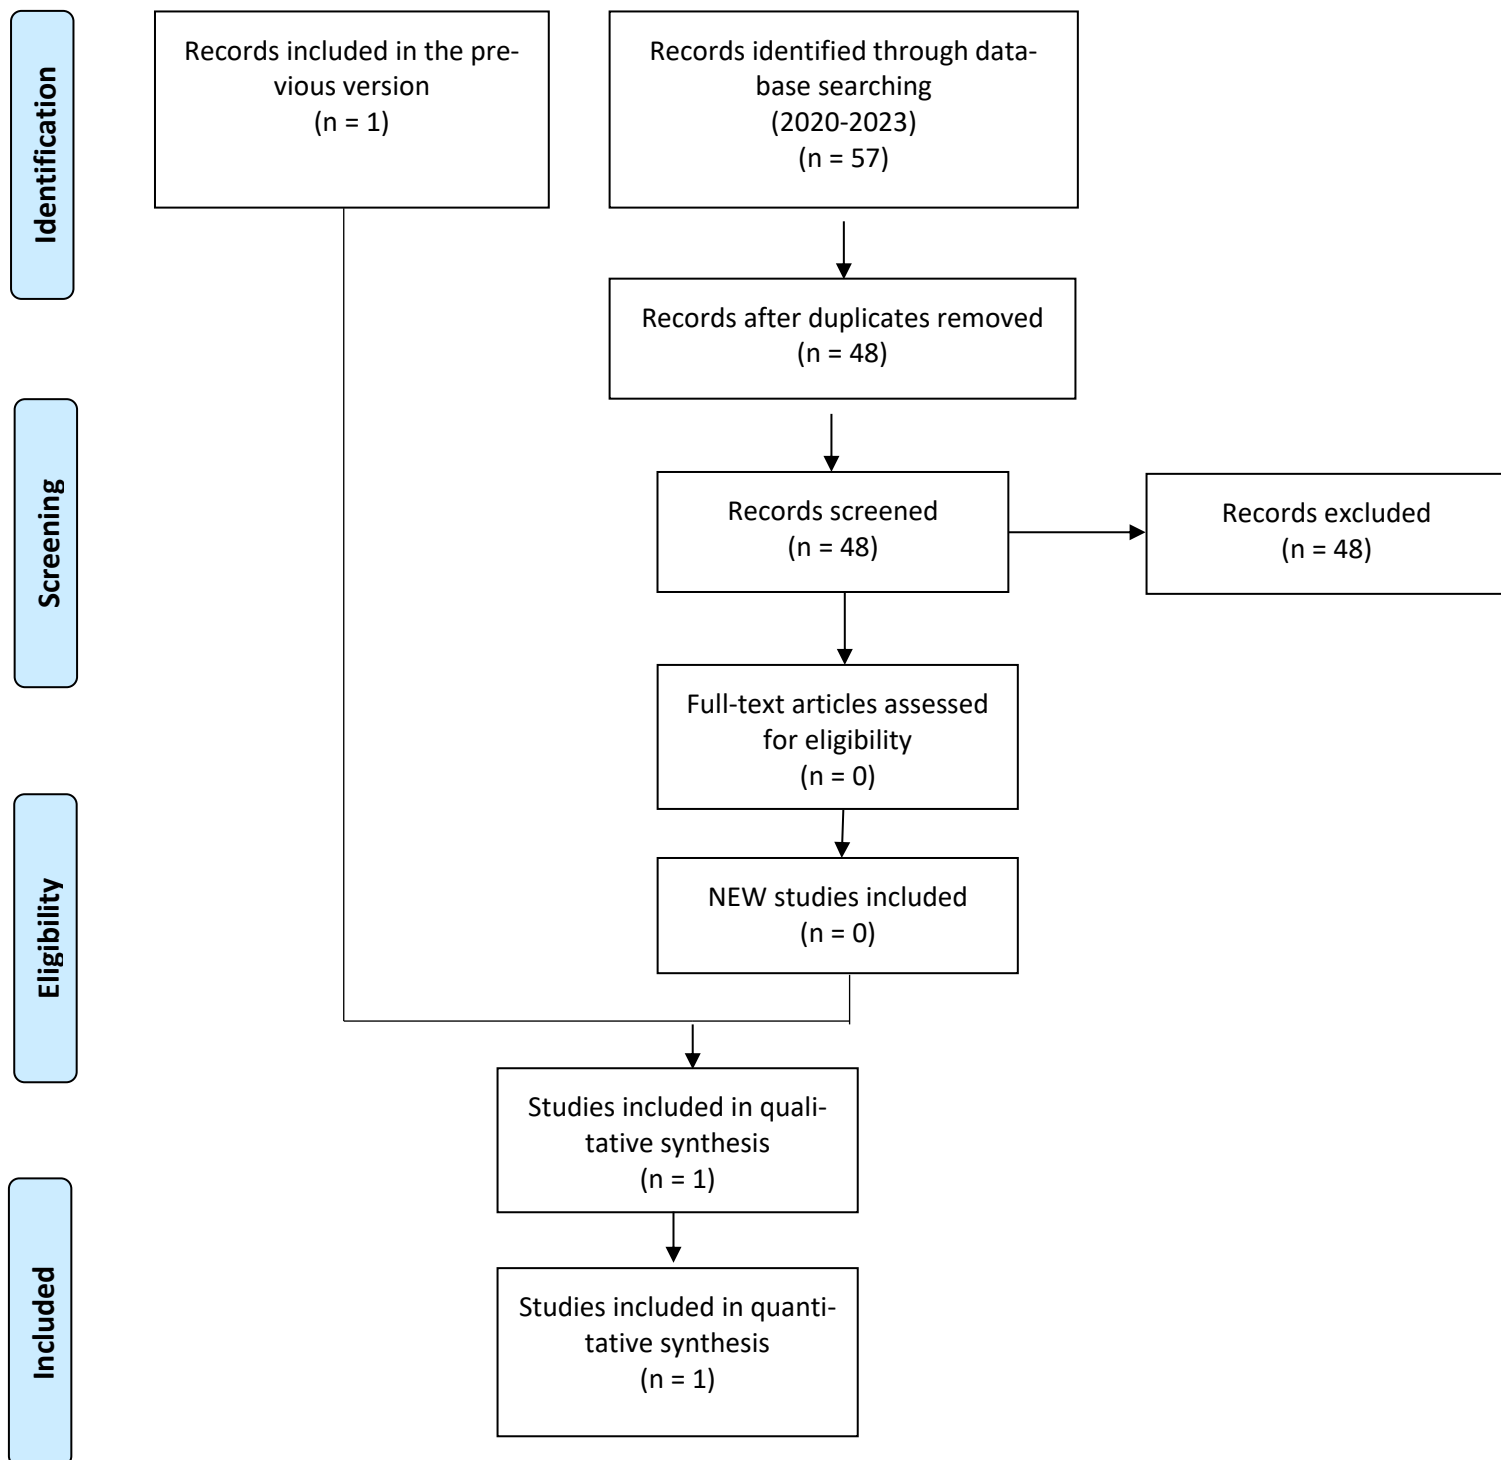 Identification
Records included in the pre-
vious version
(n = 1)
Records identified through data-
base searching
(2020-2023)
(n = 57)
Records after duplicates removed
(n = 48)
Screening
Records screened
(n = 48)
Records excluded
(n = 48)
Full-text articles assessed
for eligibility
(n = 0)
Eligibility
NEW studies included
(n = 0)
Studies included in quali-
tative synthesis
(n = 1)
Included
Studies included in quanti-
tative synthesis
(n = 1)